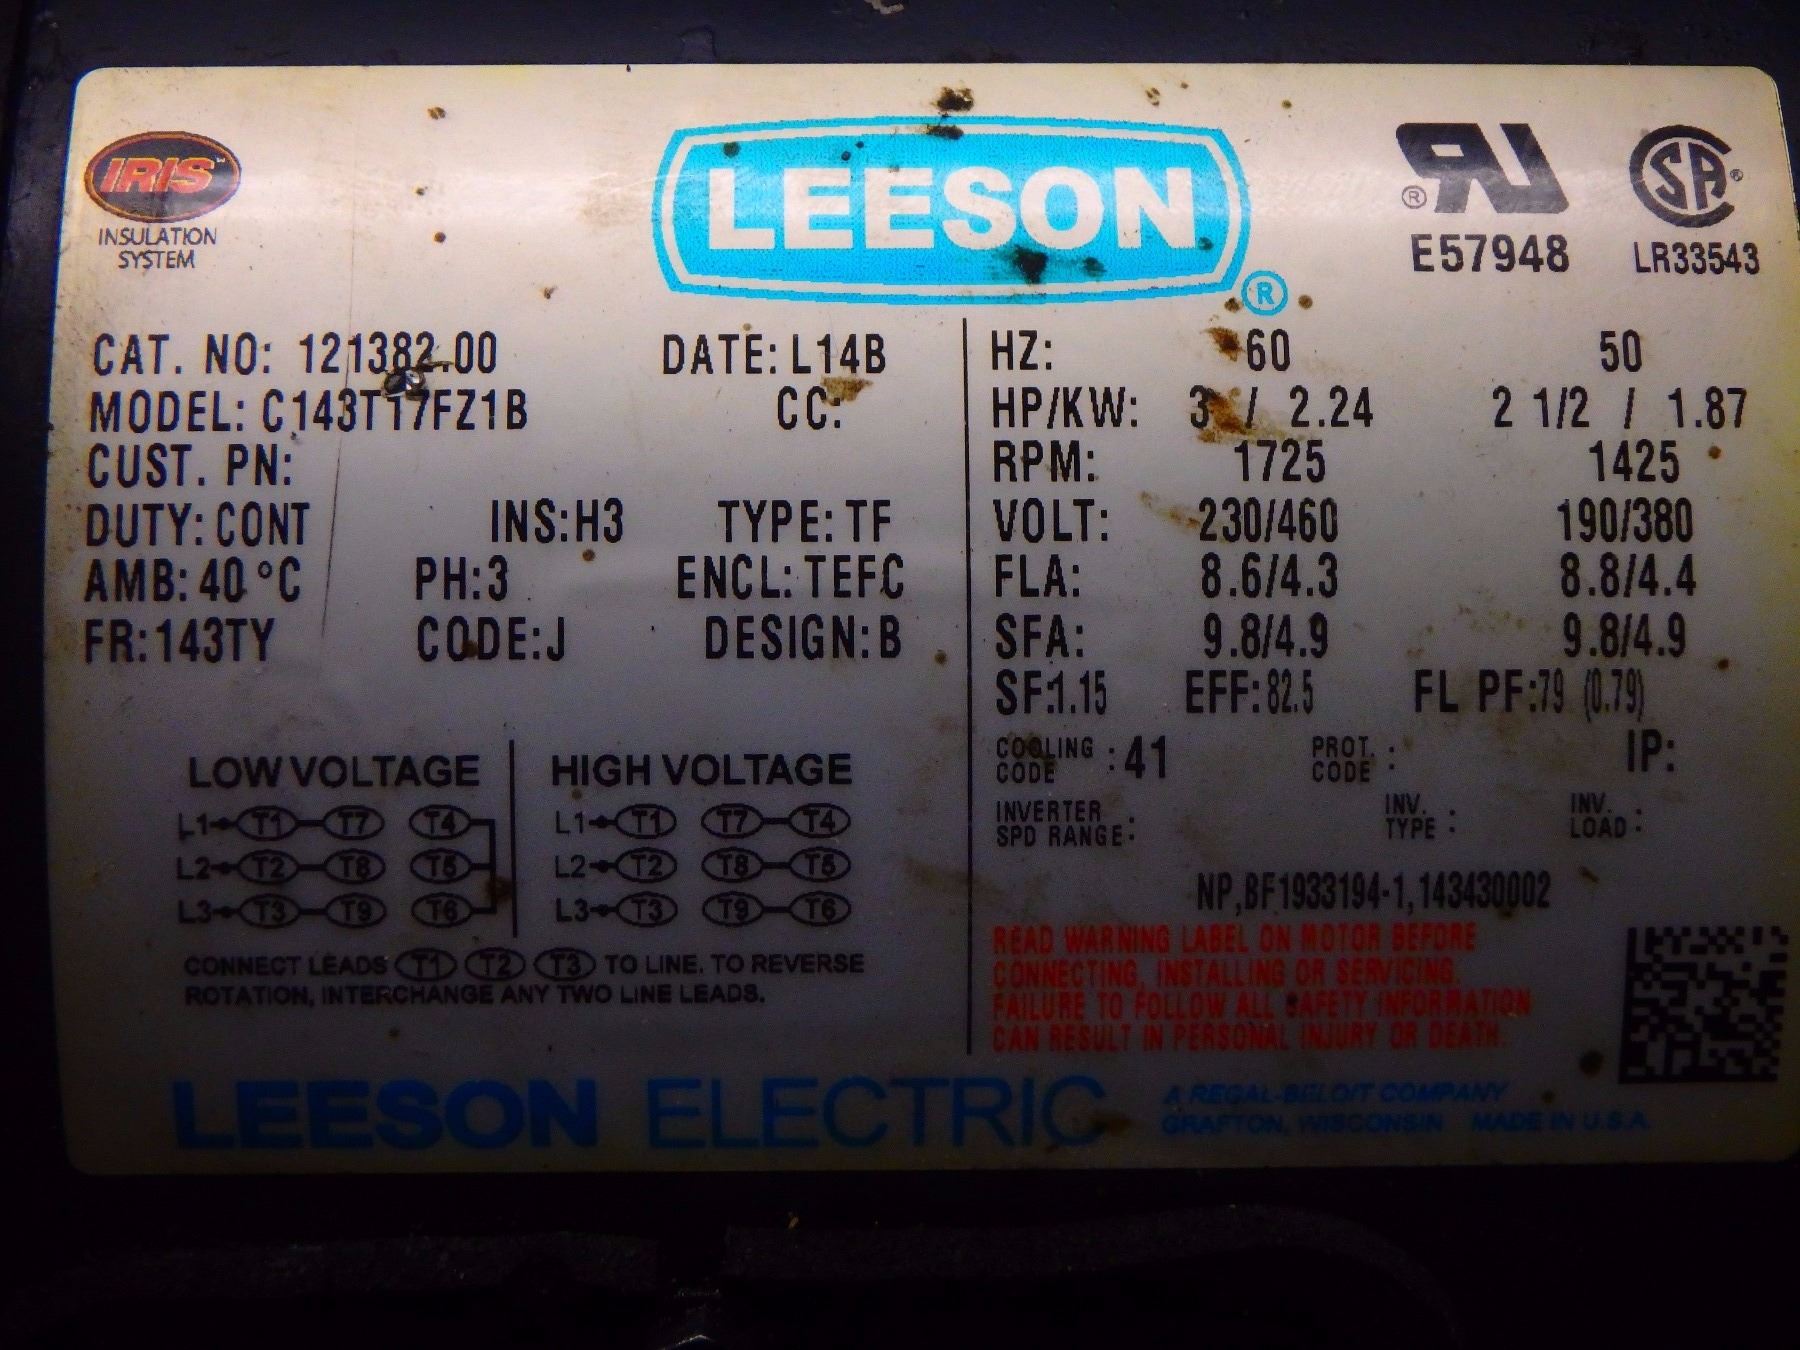 IRIS™
INSULATION
SYSTEM
LEESON®
®
E57948
SA®
LR33543
CAT. NO: 121382.00 DATE: L14B
MODEL: C143T17FZ1B CC:
CUST. PN:
DUTY: CONT INS:H3 TYPE: TF
AMB: 40 °C PH:3 ENCL: TEFC
FR: 143TY CODE:J DESIGN: B
HZ: 60 50
HP/KW: 3 / 2.24 2 1/2 / 1.87
RPM: 1725 1425
VOLT: 230/460 190/380
FLA: 8.6/4.3 8.8/4.4
SFA: 9.8/4.9 9.8/4.9
SF:1.15 EFF: 82.5 FL PF:79 (0.79)
COOLING CODE : 41 PROT. CODE : IP:
INVERTER SPD RANGE: INV. TYPE : INV. LOAD :
NP,BF1933194-1,143430002
READ WARNING LABEL ON MOTOR BEFORE
CONNECTING, INSTALLING OR SERVICING.
FAILURE TO FOLLOW ALL SAFETY INFORMATION
CAN RESULT IN PERSONAL INJURY OR DEATH.
LOW VOLTAGE HIGH VOLTAGE
L1 T1 T7 T4 L1 T1 T7 T4
L2 T2 T8 T5 L2 T2 T8 T5
L3 T3 T9 T6 L3 T3 T9 T6
CONNECT LEADS T1 T2 T3 TO LINE. TO REVERSE
ROTATION, INTERCHANGE ANY TWO LINE LEADS.
LEESON ELECTRIC
A REGAL-BELOIT COMPANY
GRAFTON, WISCONSIN MADE IN U.S.A.